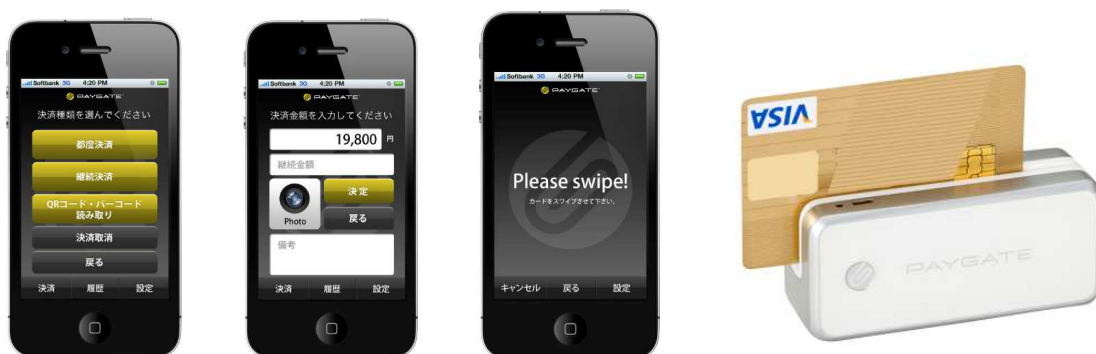 Softbank 3G 4:20 PM
PAYGATE
決済種類を選んでください
都度決済
継続決済
QRコード・バーコード
読み取り
決済取消
戻る
決済 履歴 設定
Softbank 3G 4:20 PM
PAYGATE
決済金額を入力してください
19,800 円
継続金額
Photo
決定
戻る
備考
決済 履歴 設定
Softbank 3G 4:20 PM
PAYGATE
Please swipe!
カードをスワイプさせて下さい。
キャンセル 戻る 設定
VISA
PAYGATE